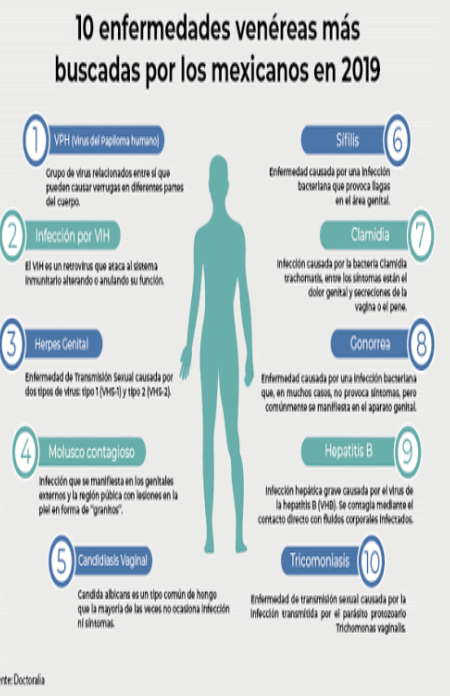 10 enfermedades venéreas más
buscadas por los mexicanos en 2019
1
VPH (Virus del Papiloma humano)
Grupo de virus relacionados entre sí que
pueden causar verrugas en diferentes partes
del cuerpo.
2
Infección por VIH
El VIH es un retrovirus que ataca al sistema
inmunitario alterando o anulando su función.
3
Herpes Genital
Enfermedad de Transmisión Sexual causada por
dos tipos de virus: tipo 1 (VHS-1) y tipo 2 (VHS-2).
4
Molusco contagioso
Infección que se manifiesta en los genitales
externos y la región púbica con lesiones en la
piel en forma de "granitos".
5
Candidiasis Vaginal
Candida albicans es un tipo común de hongo
que la mayoría de las veces no ocasiona infección
ni síntomas.
Sífilis
6
Enfermedad causada por una infección
bacteriana que provoca llagas
en el área genital.
Clamidia
7
Infección causada por la bacteria Clamidia
trachomatis, entre los síntomas están el
dolor genital y secreciones de la
vagina o el pene.
Gonorrea
8
Enfermedad causada por una infección bacteriana
que, en muchos casos, no provoca síntomas, pero
comúnmente se manifiesta en el aparato genital.
Hepatitis B
9
Infección hepática grave causada por el virus de
la hepatitis B (VHB). Se contagia mediante el
contacto directo con fluidos corporales infectados.
Tricomoniasis
10
Enfermedad de transmisión sexual causada por la
infección transmitida por el parásito protozoario
Trichomonas vaginalis.
nte: Doctoralia